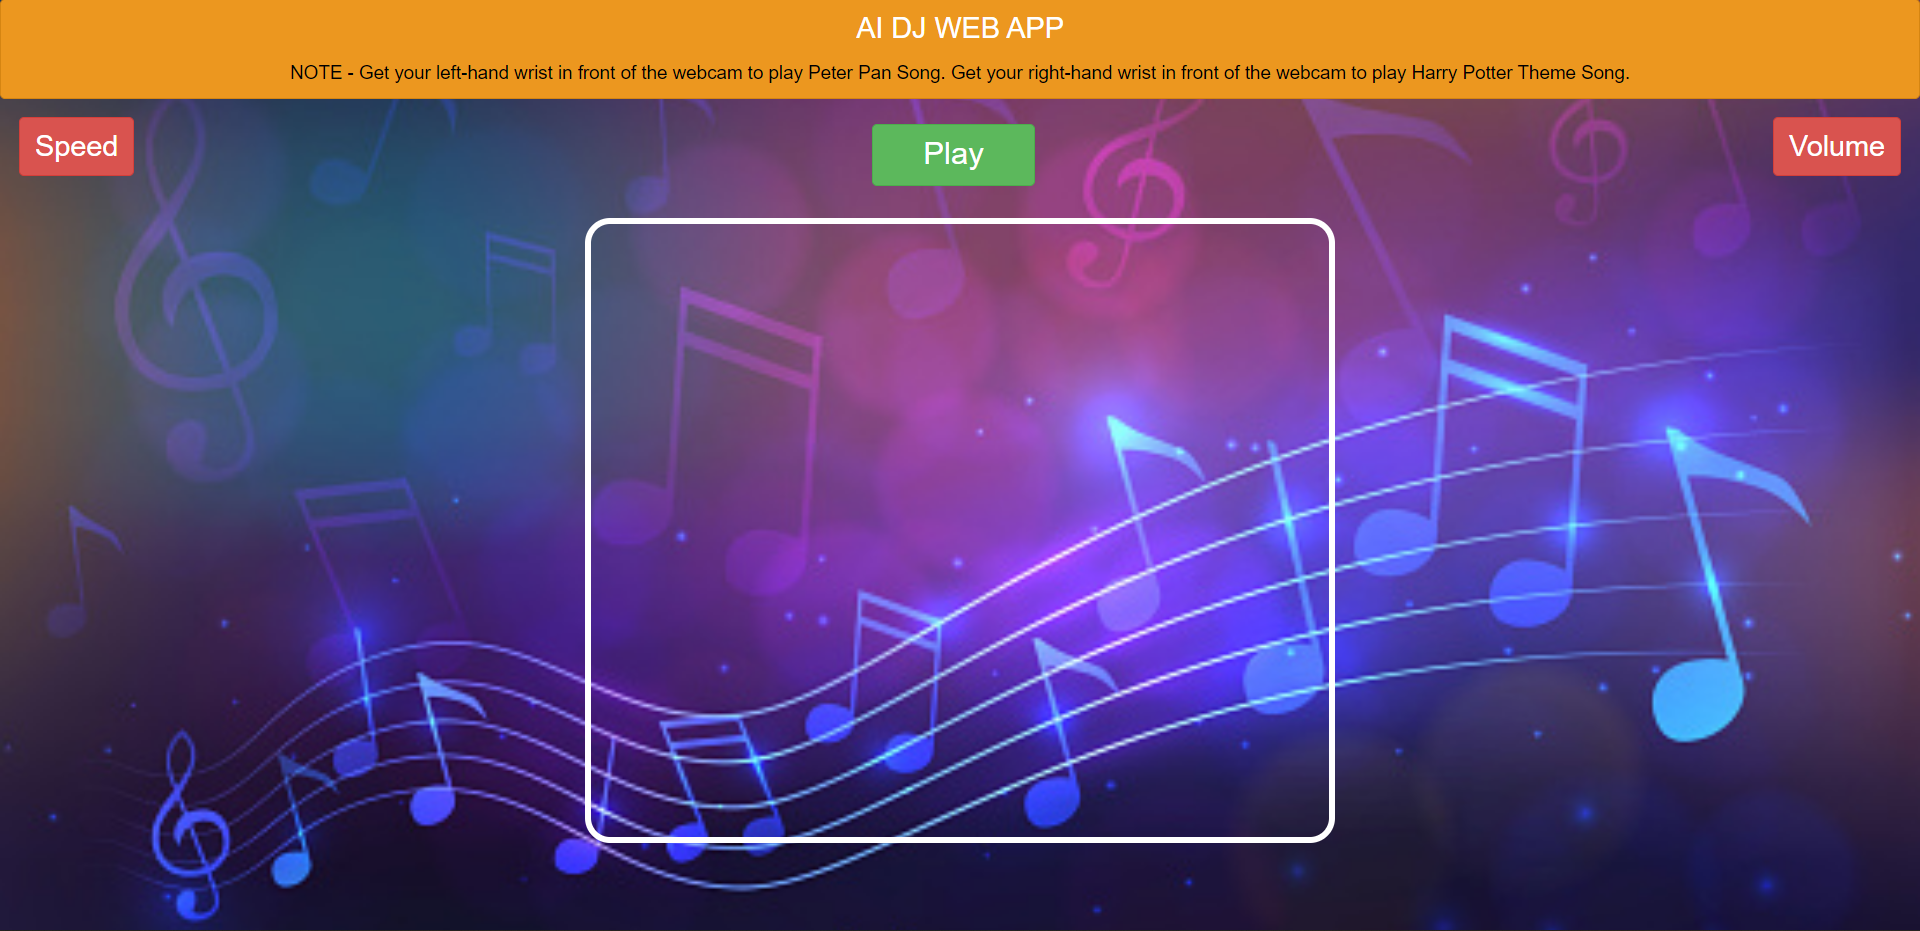 AI DJ WEB APP
NOTE - Get your left-hand wrist in front of the webcam to play Peter Pan Song. Get your right-hand wrist in front of the webcam to play Harry Potter Theme Song.
Speed
Play
Volume